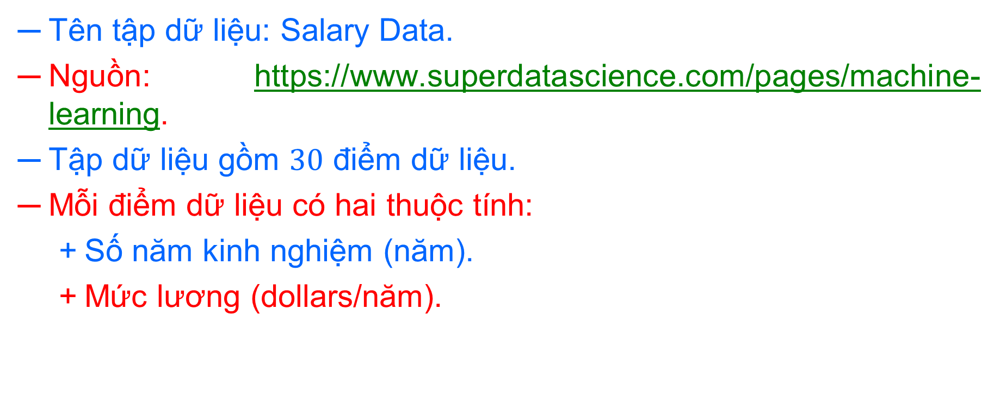 — Tên tập dữ liệu: Salary Data.
— Nguồn: https://www.superdatascience.com/pages/machine-
learning.
— Tập dữ liệu gồm 30 điểm dữ liệu.
— Mỗi điểm dữ liệu có hai thuộc tính:
+ Số năm kinh nghiệm (năm).
+ Mức lương (dollars/năm).